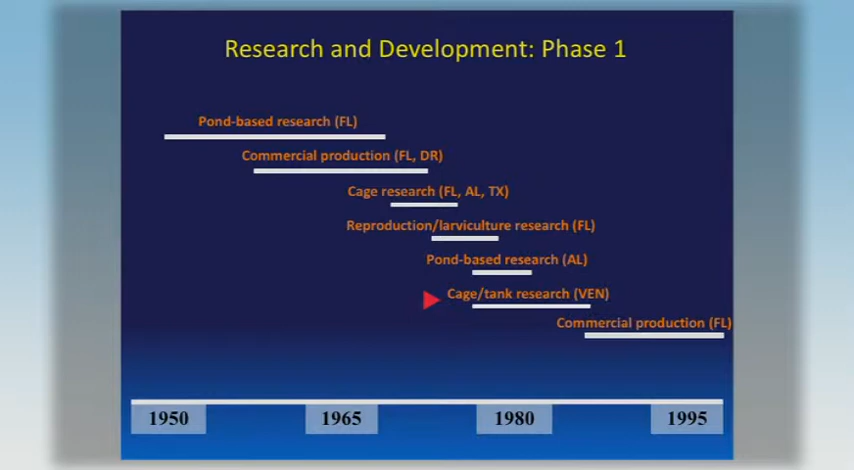 Research and Development: Phase 1
Pond-based research (FL)
Commercial production (FL, DR)
Cage research (FL, AL, TX)
Reproduction/larviculture research (FL)
Pond-based research (AL)
Cage/tank research (VEN)
Commercial production (FL)
1950 1965 1980 1995